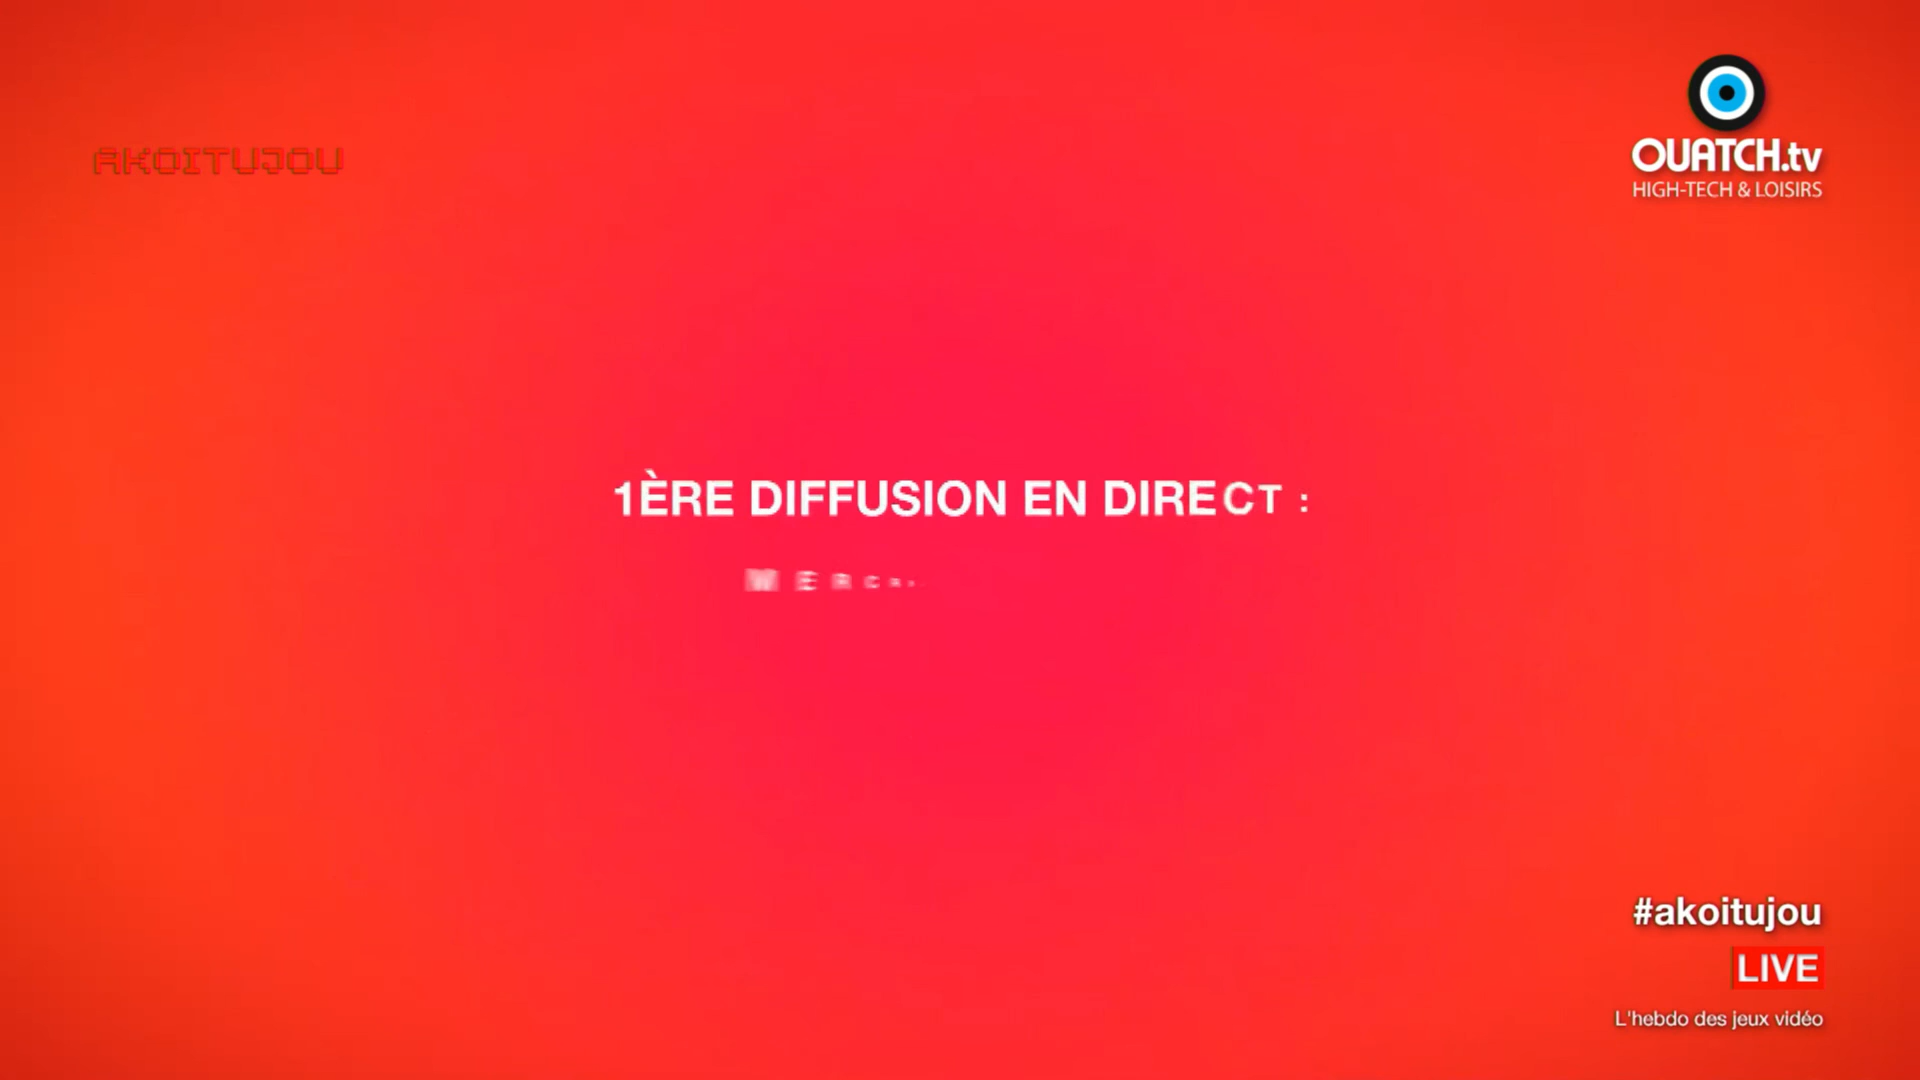 AKOITUJOU
OUATCH.tv
HIGH-TECH & LOISIRS
1ÈRE DIFFUSION EN DIRECT :
#akoitujou
LIVE
L'hebdo des jeux vidéo